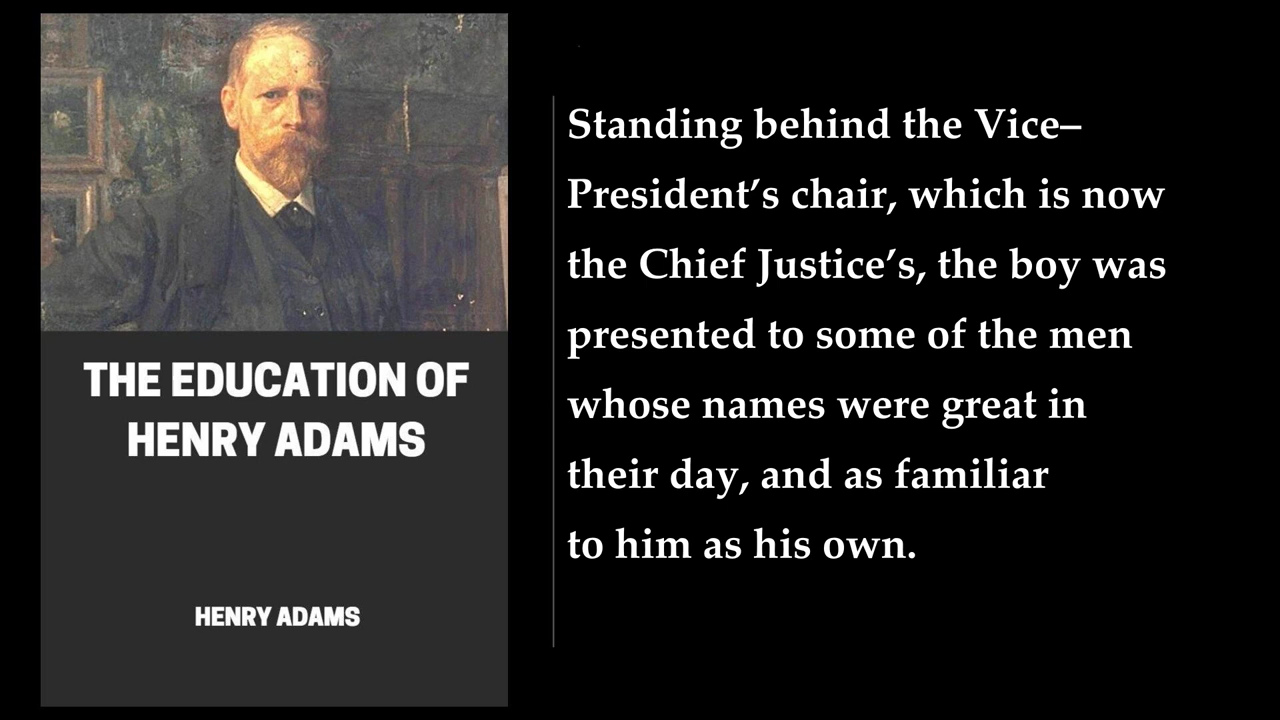 THE EDUCATION OF
HENRY ADAMS
HENRY ADAMS
Standing behind the Vice–
President’s chair, which is now
the Chief Justice’s, the boy was
presented to some of the men
whose names were great in
their day, and as familiar
to him as his own.